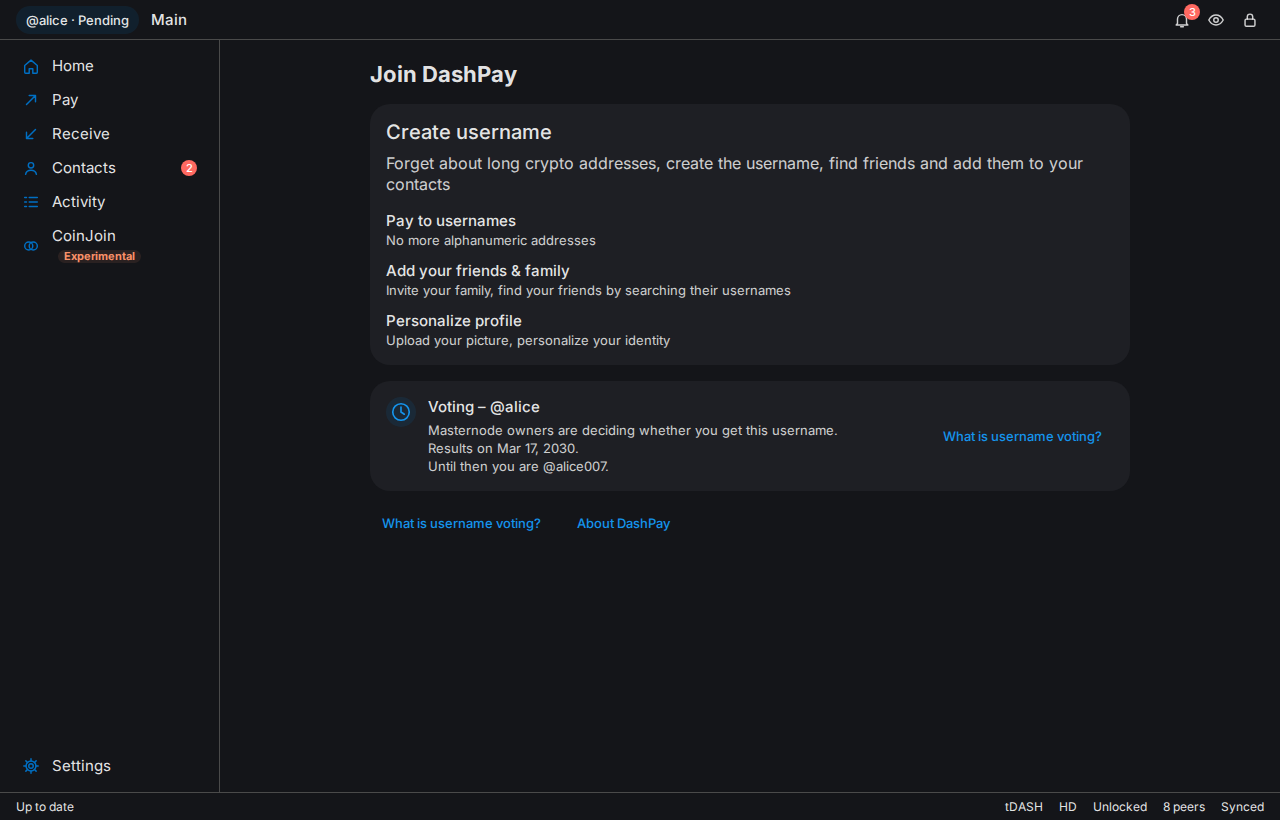 @alice · Pending Main 3
Home
Pay
Receive
Contacts 2
Activity
CoinJoin
Experimental
Settings
Join DashPay
Create username
Forget about long crypto addresses, create the username, find friends and add them to your
contacts
Pay to usernames
No more alphanumeric addresses
Add your friends & family
Invite your family, find your friends by searching their usernames
Personalize profile
Upload your picture, personalize your identity
Voting – @alice
Masternode owners are deciding whether you get this username.
Results on Mar 17, 2030.
Until then you are @alice007.
What is username voting?
What is username voting? About DashPay
Up to date tDASH HD Unlocked 8 peers Synced